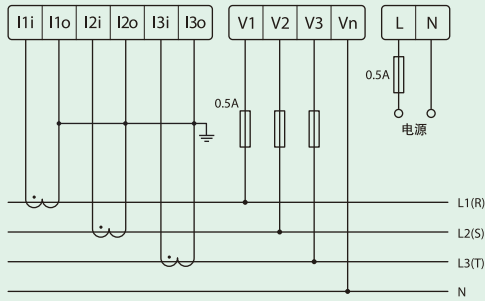 I1i I1o I2i I2o I3i I3o V1 V2 V3 Vn L N
0.5A
0.5A
电源
L1(R)
L2(S)
L3(T)
N